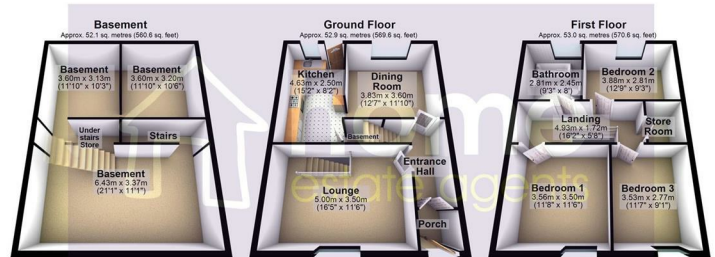 Basement
Approx. 52.1 sq. metres (560.6 sq. feet)
Basement
3.60m x 3.13m
(11'10" x 10'3")
Basement
3.60m x 3.20m
(11'10" x 10'6")
Under
stairs
Store
Stairs
Basement
6.43m x 3.37m
(21'1" x 11'1")
Ground Floor
Approx. 52.9 sq. metres (569.6 sq. feet)
Kitchen
4.63m x 2.50m
(15'2" x 8'2")
Dining
Room
3.83m x 3.60m
(12'7" x 11'10")
Basement
Entrance
Hall
Lounge
5.00m x 3.50m
(16'5" x 11'6")
Porch
First Floor
Approx. 53.0 sq. metres (570.6 sq. feet)
Bathroom
2.81m x 2.45m
(9'3" x 8')
Bedroom 2
3.88m x 2.81m
(12'9" x 9'3")
Landing
4.93m x 1.72m
(16'2" x 5'8")
Store
Room
Bedroom 1
3.56m x 3.50m
(11'8" x 11'6")
Bedroom 3
3.53m x 2.77m
(11'7" x 9'1")
home
estate agents